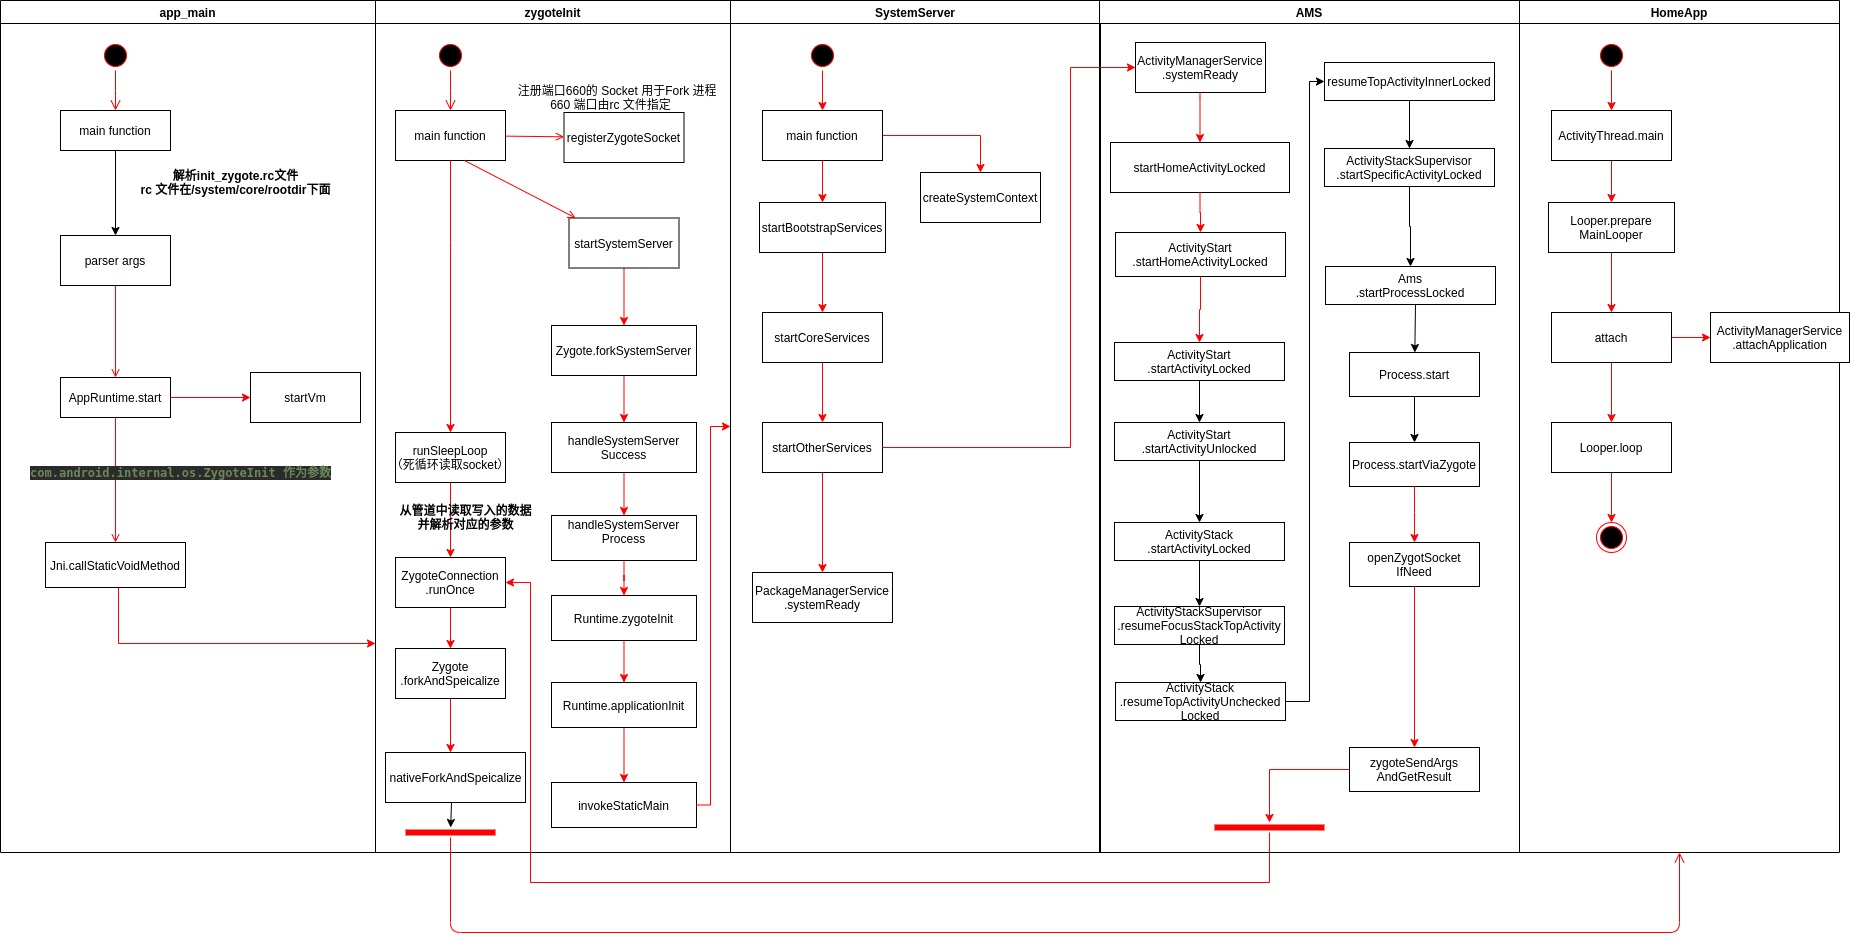 app_main
zygoteInit
SystemServer
AMS
HomeApp
main function
解析init_zygote.rc文件
rc 文件在/system/core/rootdir下面
parser args
AppRuntime.start
startVm
com.android.internal.os.ZygoteInit 作为参数
Jni.callStaticVoidMethod
注册端口660的 Socket 用于Fork 进程
660 端口由rc 文件指定
main function
registerZygoteSocket
startSystemServer
Zygote.forkSystemServer
runSleepLoop
（死循环读取socket）
handleSystemServer
Success
从管道中读取写入的数据
并解析对应的参数
handleSystemServer
Process
ZygoteConnection
.runOnce
Runtime.zygoteInit
Zygote
.forkAndSpeicalize
Runtime.applicationInit
nativeForkAndSpeicalize
invokeStaticMain
main function
createSystemContext
startBootstrapServices
startCoreServices
startOtherServices
PackageManagerService
.systemReady
ActivityManagerService
.systemReady
startHomeActivityLocked
ActivityStart
.startHomeActivityLocked
ActivityStart
.startActivityLocked
ActivityStart
.startActivityUnlocked
ActivityStack
.startActivityLocked
ActivityStackSupervisor
.resumeFocusStackTopActivity
Locked
ActivityStack
.resumeTopActivityUnchecked
Locked
resumeTopActivityInnerLocked
ActivityStackSupervisor
.startSpecificActivityLocked
Ams
.startProcessLocked
Process.start
Process.startViaZygote
openZygotSocket
IfNeed
zygoteSendArgs
AndGetResult
ActivityThread.main
Looper.prepare
MainLooper
attach
ActivityManagerService
.attachApplication
Looper.loop